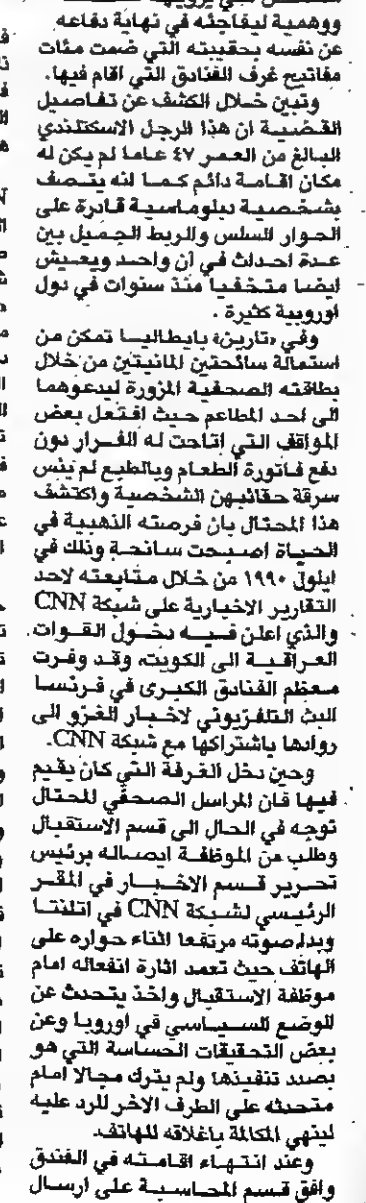 ووهمية ليفاجئه في نهاية دفاعه
عن نفسه بحقيبته التي ضمت مئات
مفاتيح غرف الفنادق التي اقام فيها.
وتبين خلال الكشف عن تفاصيل
القضية ان هذا الرجل الاسكتلندي
البالغ من العمر ٤٧ عاما لم يكن له
مكان اقامة دائم كما انه يتصف
بشخصية دبلوماسية قادرة على
الحوار السلس والربط الجميل بين
عدة احداث في ان واحد ويعيش
ايضا متخفيا منذ سنوات في دول
اوروبية كثيرة .
وفي «تارين» بايطاليا تمكن من
استمالة سائحتين المانيتين من خلال
بطاقته الصحفية المزورة ليدعوهما
الى احد المطاعم حيث افتعل بعض
المواقف التي اتاحت له الفرار دون
دفع فاتورة الطعام وبالطبع لم ينس
سرقة حقائبهن الشخصية واكتشف
هذا المحتال بان فرصته الذهبية في
الحياة اصبحت سانحة وذلك في
ايلول ١٩٩٠ من خلال متابعته لاحد
التقارير الاخبارية على شبكة CNN
والذي اعلن فيه دخول القوات
العراقية الى الكويت، وقد وفرت
معظم الفنادق الكبرى في فرنسا
البث التلفزيوني لاخبار الغزو الى
روادها باشتراكها مع شبكة CNN.
وحين دخل الغرفة التي كان يقيم
فيها فان المراسل الصحفي المحتال
توجه في الحال الى قسم الاستقبال
وطلب من الموظفة ايصاله برئيس
تحرير قسم الاخبار في المقر
الرئيسي لشبكة CNN في اتلنتا
وبدا صوته مرتفعا اثناء حواره على
الهاتف حيث تعمد اثارة انفعاله امام
موظفة الاستقبال واخذ يتحدث عن
الوضع السياسي في اوروبا وعن
بعض التحقيقات الحساسة التي هو
بصدد تنفيذها ولم يترك مجالا امام
متحدثه على الطرف الاخر للرد عليه
لينهي المكالمة باغلاقه للهاتف.
وعند انتهاء اقامته في الفندق
وافق قسم المحاسبة على ارسال